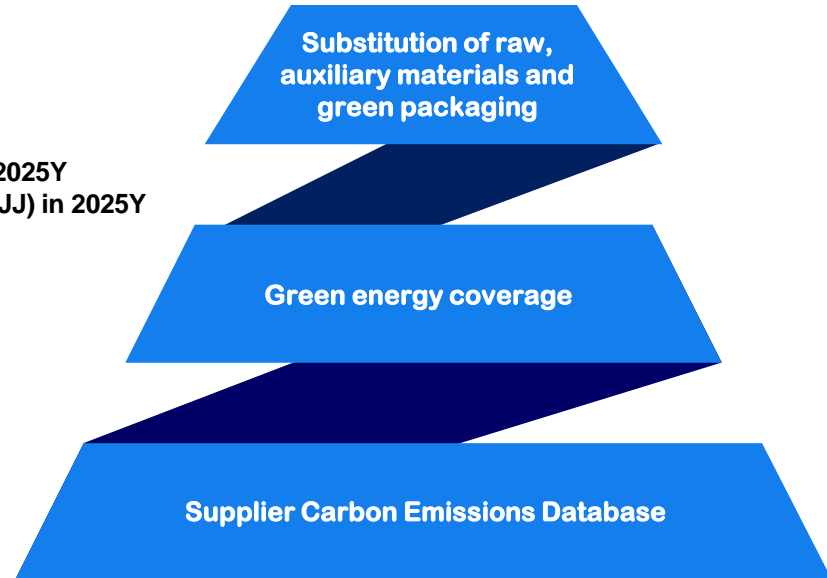 Substitution of raw,
auxiliary materials and
green packaging
2025Y
JJ) in 2025Y
Green energy coverage
Supplier Carbon Emissions Database